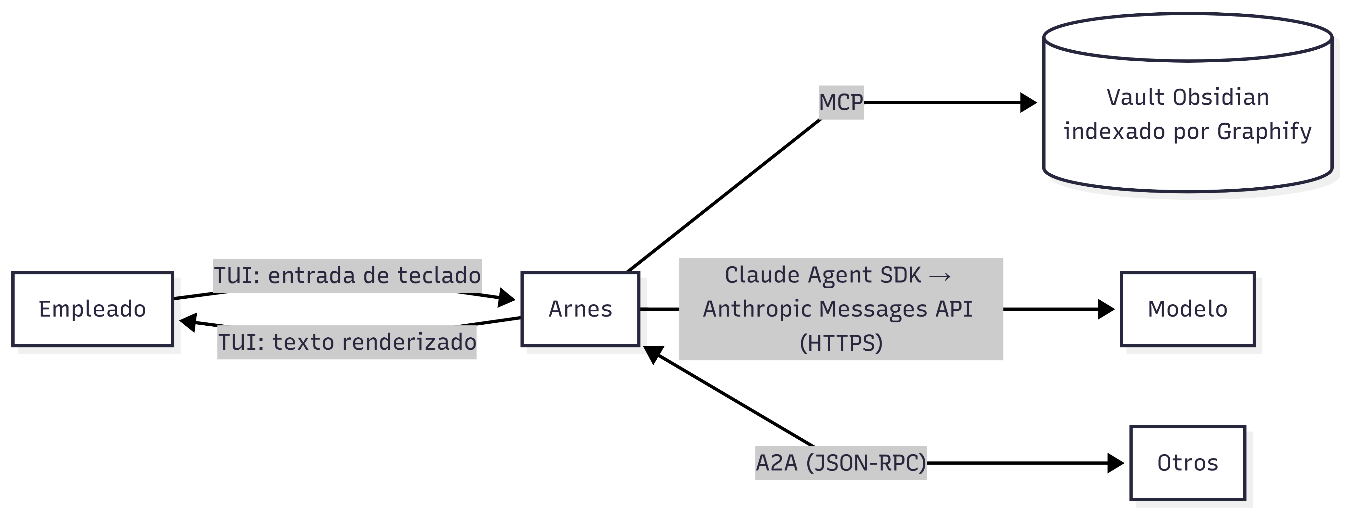 MCP
Vault Obsidian
indexado por Graphify
TUI: entrada de teclado
Empleado
TUI: texto renderizado
Arnes
Claude Agent SDK →
Anthropic Messages API
(HTTPS)
Modelo
A2A (JSON-RPC)
Otros